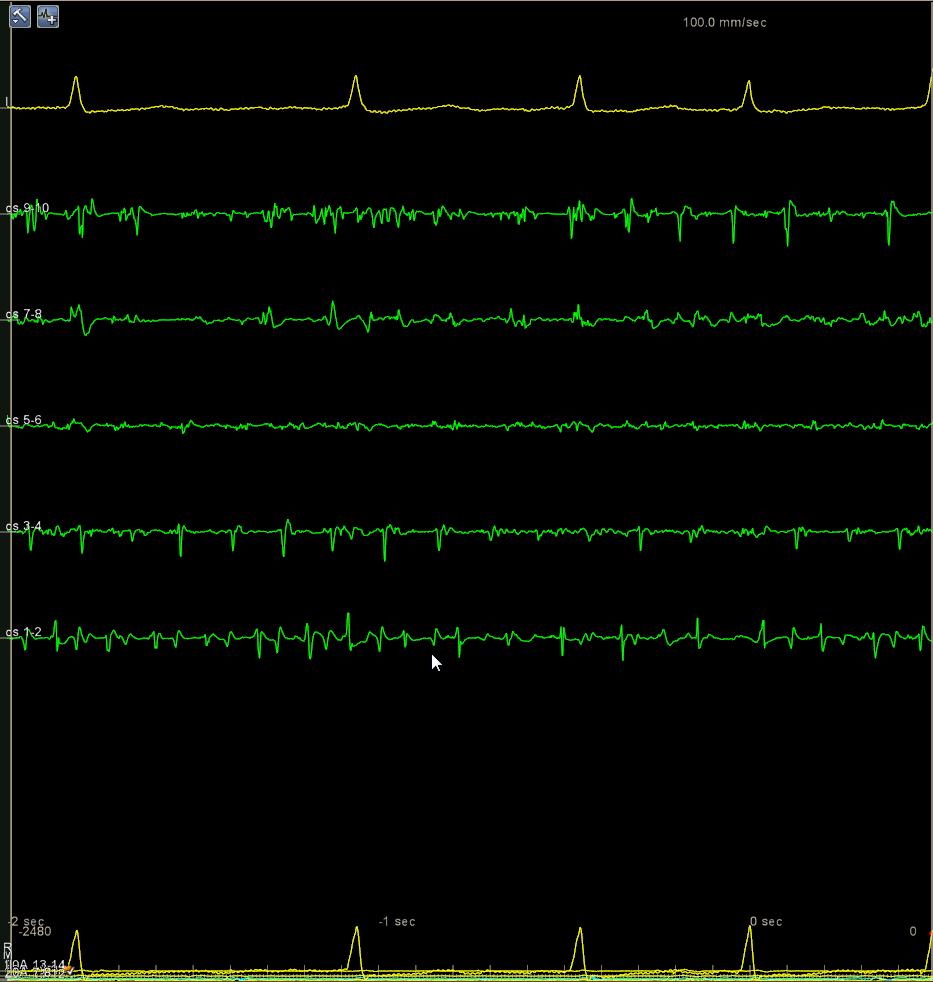 100.0 mm/sec
I
cs 9-10
cs 7-8
cs 5-6
cs 3-4
cs 1-2
-2 sec
-1 sec
0 sec
-2480
0